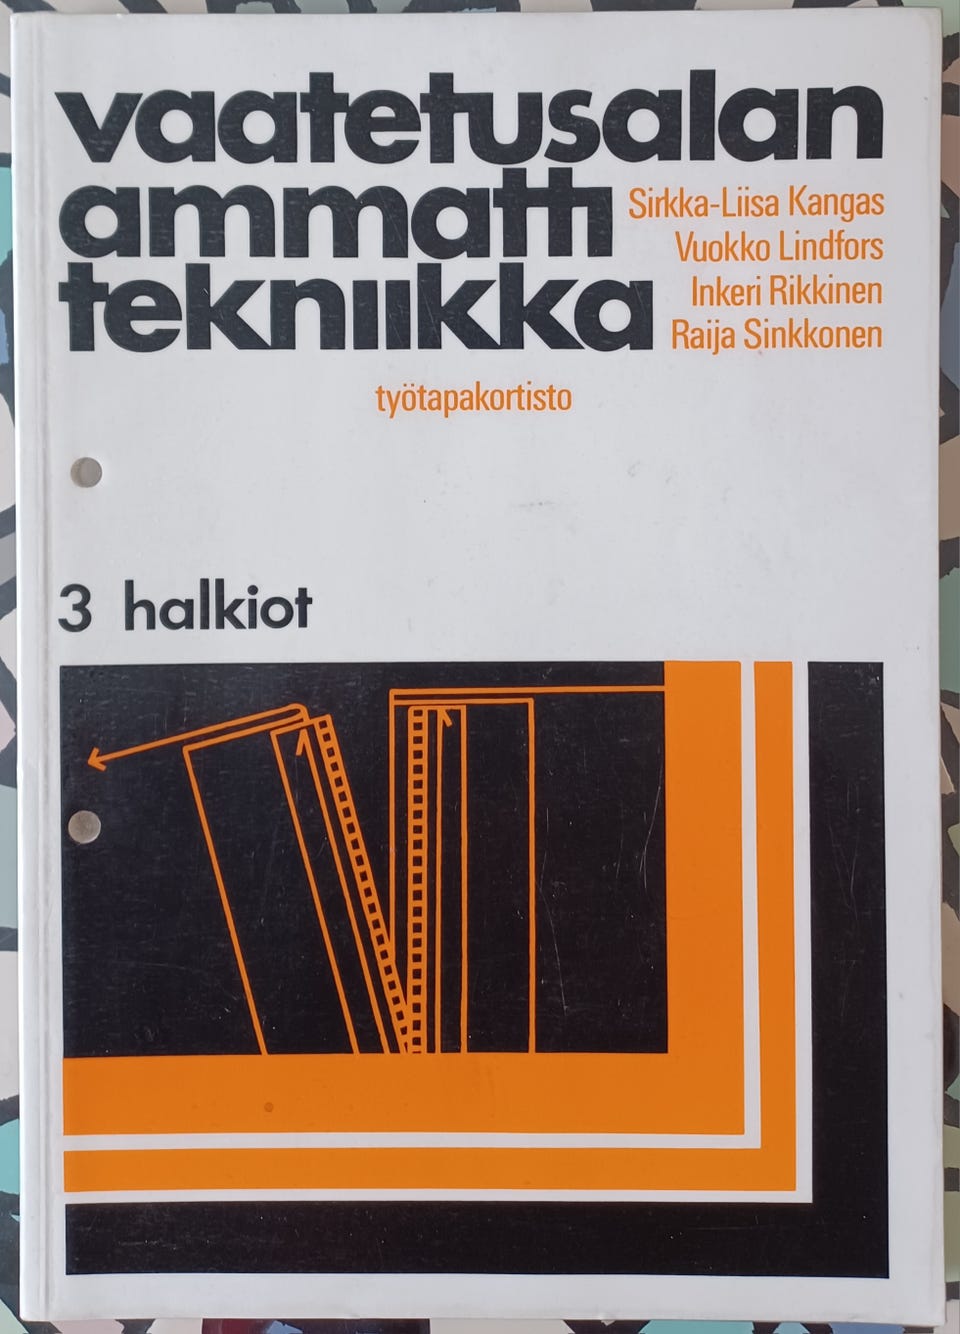 vaatetusalan
ammatti
tekniikka
Sirkka-Liisa Kangas
Vuokko Lindfors
Inkeri Rikkinen
Raija Sinkkonen
työtapakortisto
3 halkiot